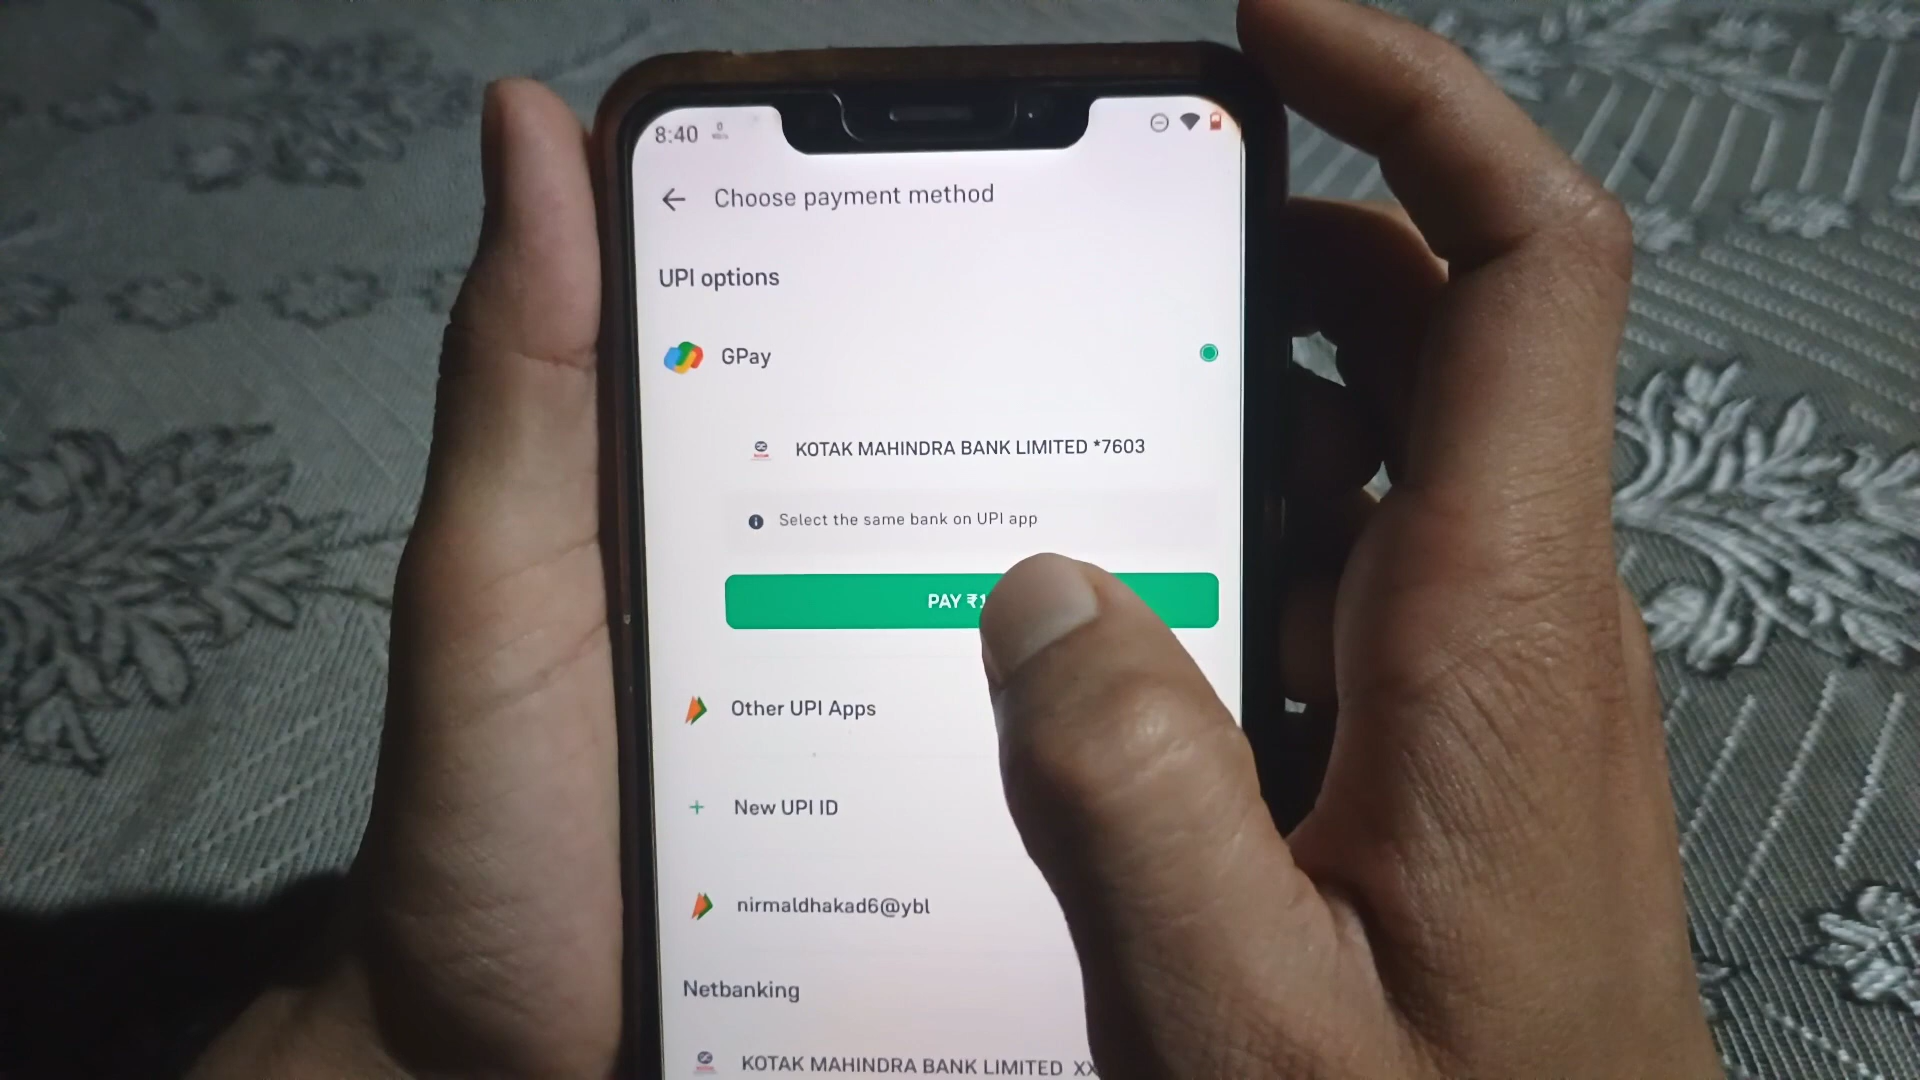 8:40
Choose payment method
UPI options
GPay
KOTAK MAHINDRA BANK LIMITED *7603
Select the same bank on UPI app
PAY ₹1
Other UPI Apps
New UPI ID
nirmaldhakad6@ybl
Netbanking
KOTAK MAHINDRA BANK LIMITED XX